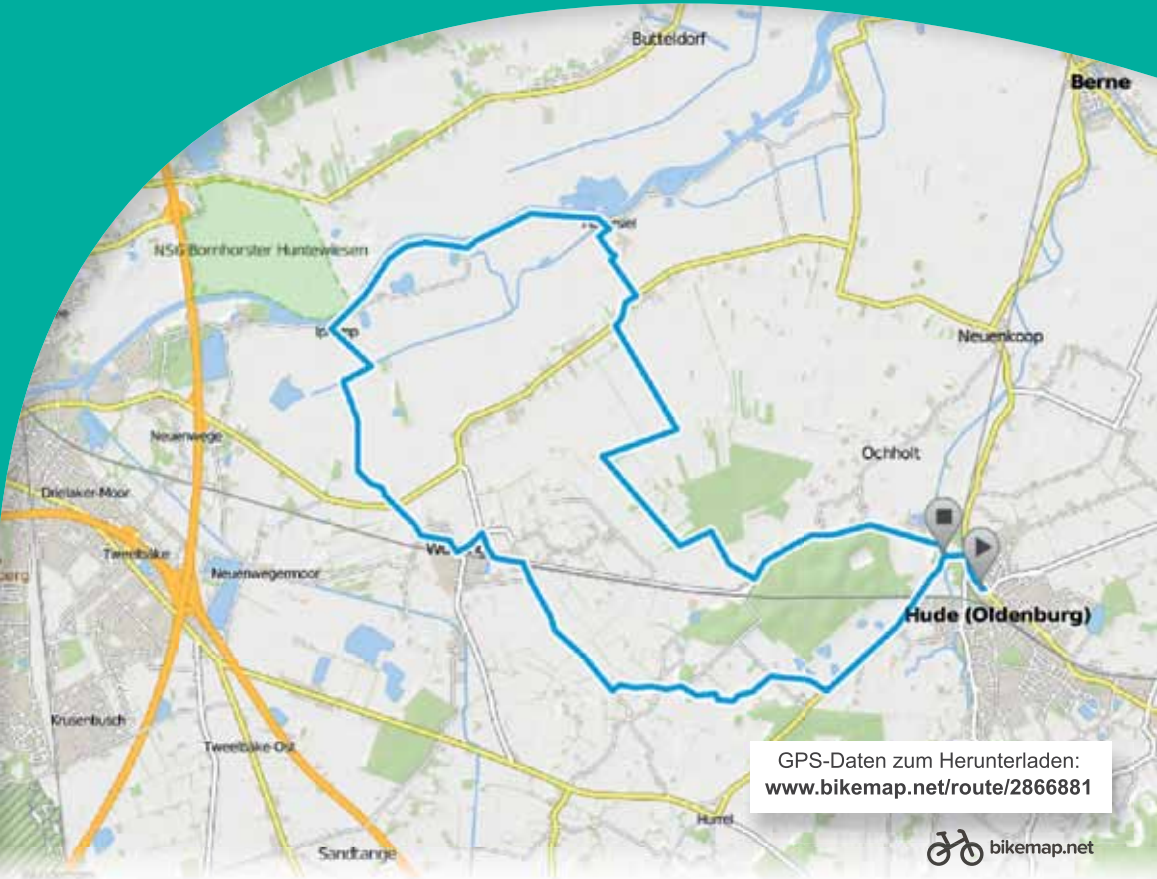 Butteldorf
Berne
NSG Bornhorster Huntewiesen
Neuenkoop
Neuenwege
Ochholt
Drielaker-Moor
Tweelbäke
Neuenwegermoor
Hude (Oldenburg)
Krusenbusch
Tweelbäke-Ost
GPS-Daten zum Herunterladen:
www.bikemap.net/route/2866881
Hurrel
Sandtange
bikemap.net